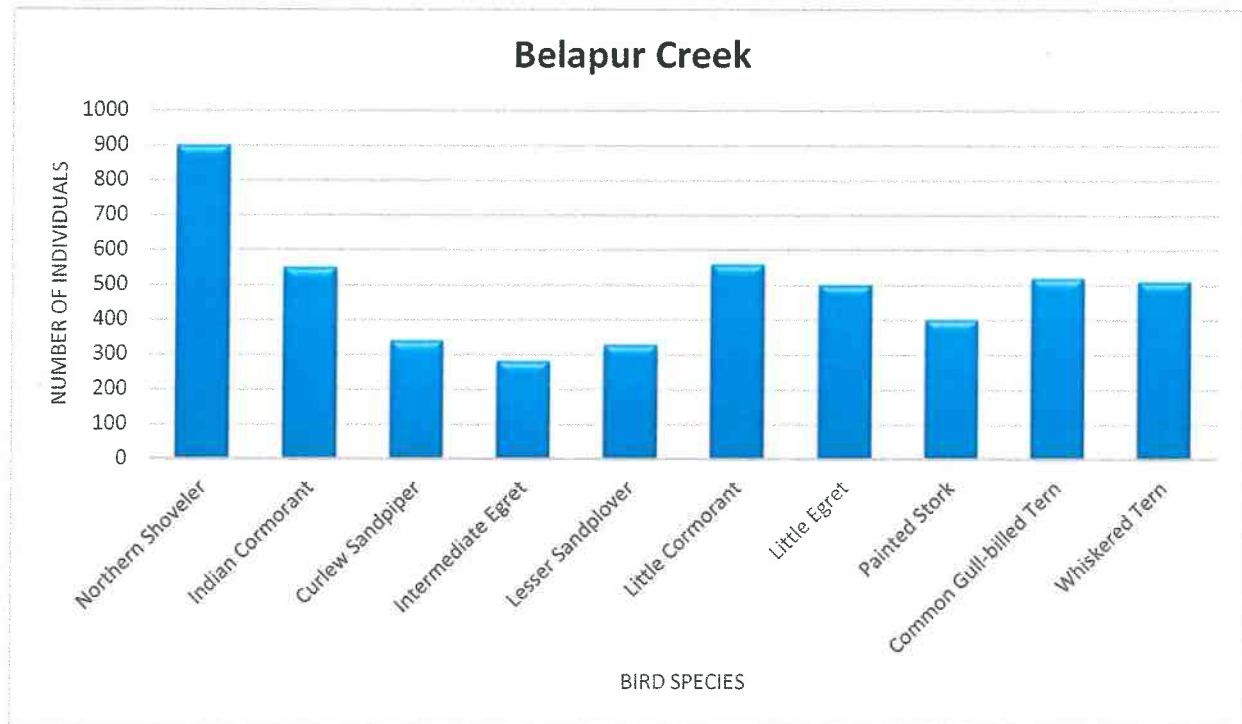 Belapur Creek
NUMBER OF INDIVIDUALS
1000
900
800
700
600
500
400
300
200
100
0
Northern Shoveler
Indian Cormorant
Curlew Sandpiper
Intermediate Egret
Lesser Sandplover
Little Cormorant
Little Egret
Painted Stork
Common Gull-billed Tern
Whiskered Tern
BIRD SPECIES